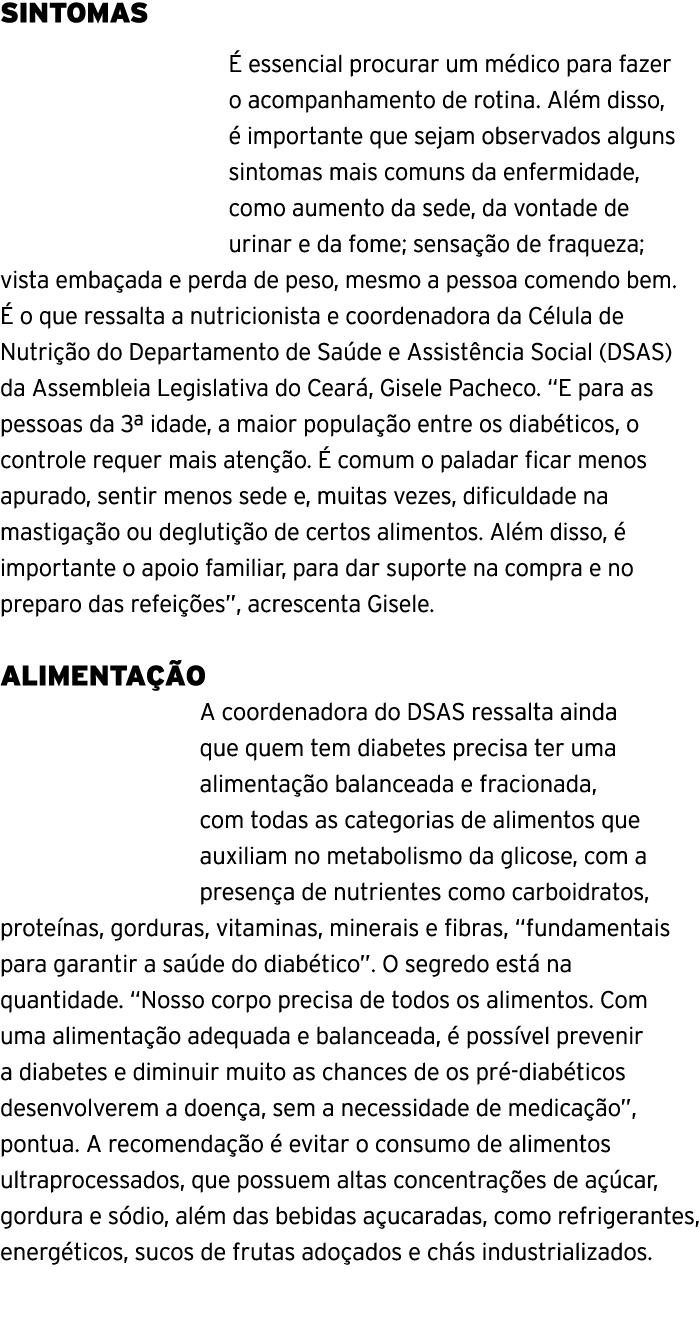 SINTOMAS
É essencial procurar um médico para fazer
o acompanhamento de rotina. Além disso,
é importante que sejam observados alguns
sintomas mais comuns da enfermidade,
como aumento da sede, da vontade de
urinar e da fome; sensação de fraqueza;
vista embaçada e perda de peso, mesmo a pessoa comendo bem.
É o que ressalta a nutricionista e coordenadora da Célula de
Nutrição do Departamento de Saúde e Assistência Social (DSAS)
da Assembleia Legislativa do Ceará, Gisele Pacheco. “E para as
pessoas da 3ª idade, a maior população entre os diabéticos, o
controle requer mais atenção. É comum o paladar ficar menos
apurado, sentir menos sede e, muitas vezes, dificuldade na
mastigação ou deglutição de certos alimentos. Além disso, é
importante o apoio familiar, para dar suporte na compra e no
preparo das refeições”, acrescenta Gisele.
ALIMENTAÇÃO
A coordenadora do DSAS ressalta ainda
que quem tem diabetes precisa ter uma
alimentação balanceada e fracionada,
com todas as categorias de alimentos que
auxiliam no metabolismo da glicose, com a
presença de nutrientes como carboidratos,
proteínas, gorduras, vitaminas, minerais e fibras, “fundamentais
para garantir a saúde do diabético”. O segredo está na
quantidade. “Nosso corpo precisa de todos os alimentos. Com
uma alimentação adequada e balanceada, é possível prevenir
a diabetes e diminuir muito as chances de os pré-diabéticos
desenvolverem a doença, sem a necessidade de medicação”,
pontua. A recomendação é evitar o consumo de alimentos
ultraprocessados, que possuem altas concentrações de açúcar,
gordura e sódio, além das bebidas açucaradas, como refrigerantes,
energéticos, sucos de frutas adoçados e chás industrializados.